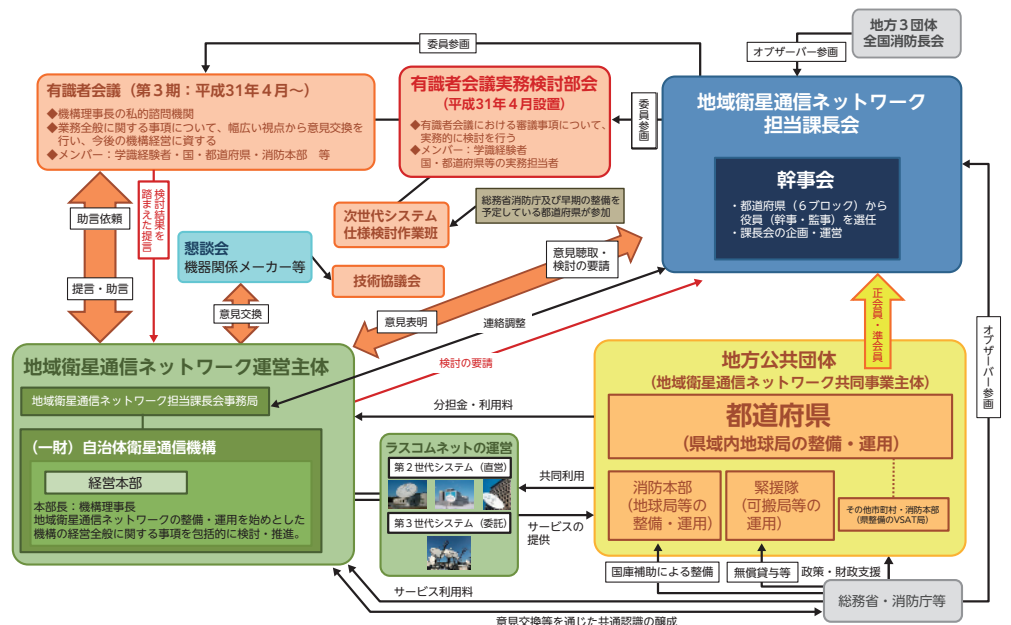 地方3団体
全国消防長会
オブザーバー参画
委員参画
有識者会議（第3期：平成31年4月～）
◆機構理事長の私的諮問機関
◆業務全般に関する事項について、幅広い視点から意見交換を
行い、今後の機構経営に資する
◆メンバー：学識経験者・国・都道府県・消防本部　等
有識者会議実務検討部会
（平成31年4月設置）
◆有識者会議における審議事項について、
実務的に検討を行う
◆メンバー：学識経験者
国・都道府県等の実務担当者
委員参画
地域衛星通信ネットワーク
担当課長会
幹事会
・都道府県（6ブロック）から
役員（幹事・監事）を選任
・課長会の企画・運営
助言依頼
提言・助言
検討結果を
踏まえた提言
次世代システム
仕様検討作業班
総務省消防庁及び早期の整備を
予定している都道府県が参加
懇談会
機器関係メーカー等
技術協議会
意見交換
意見聴取・
検討の要請
意見表明
連絡調整
検討の要請
正会員・準会員
オブザーバー参画
地域衛星通信ネットワーク運営主体
地域衛星通信ネットワーク担当課長会事務局
（一財）自治体衛星通信機構
経営本部
本部長：機構理事長
地域衛星通信ネットワークの整備・運用を始めとした
機構の経営全般に関する事項を包括的に検討・推進。
分担金・利用料
ラスコムネットの運営
第2世代システム（直営）
第3世代システム（委託）
共同利用
サービスの
提供
地方公共団体
（地域衛星通信ネットワーク共同事業主体）
都道府県
（県域内地球局の整備・運用）
消防本部
（地球局等の
整備・運用）
緊援隊
（可搬局等の
運用）
その他市町村・消防本部
（県整備のVSAT局）
国庫補助による整備
無償貸与等
政策・財政支援
総務省・消防庁等
サービス利用料
意見交換等を通じた共通認識の醸成